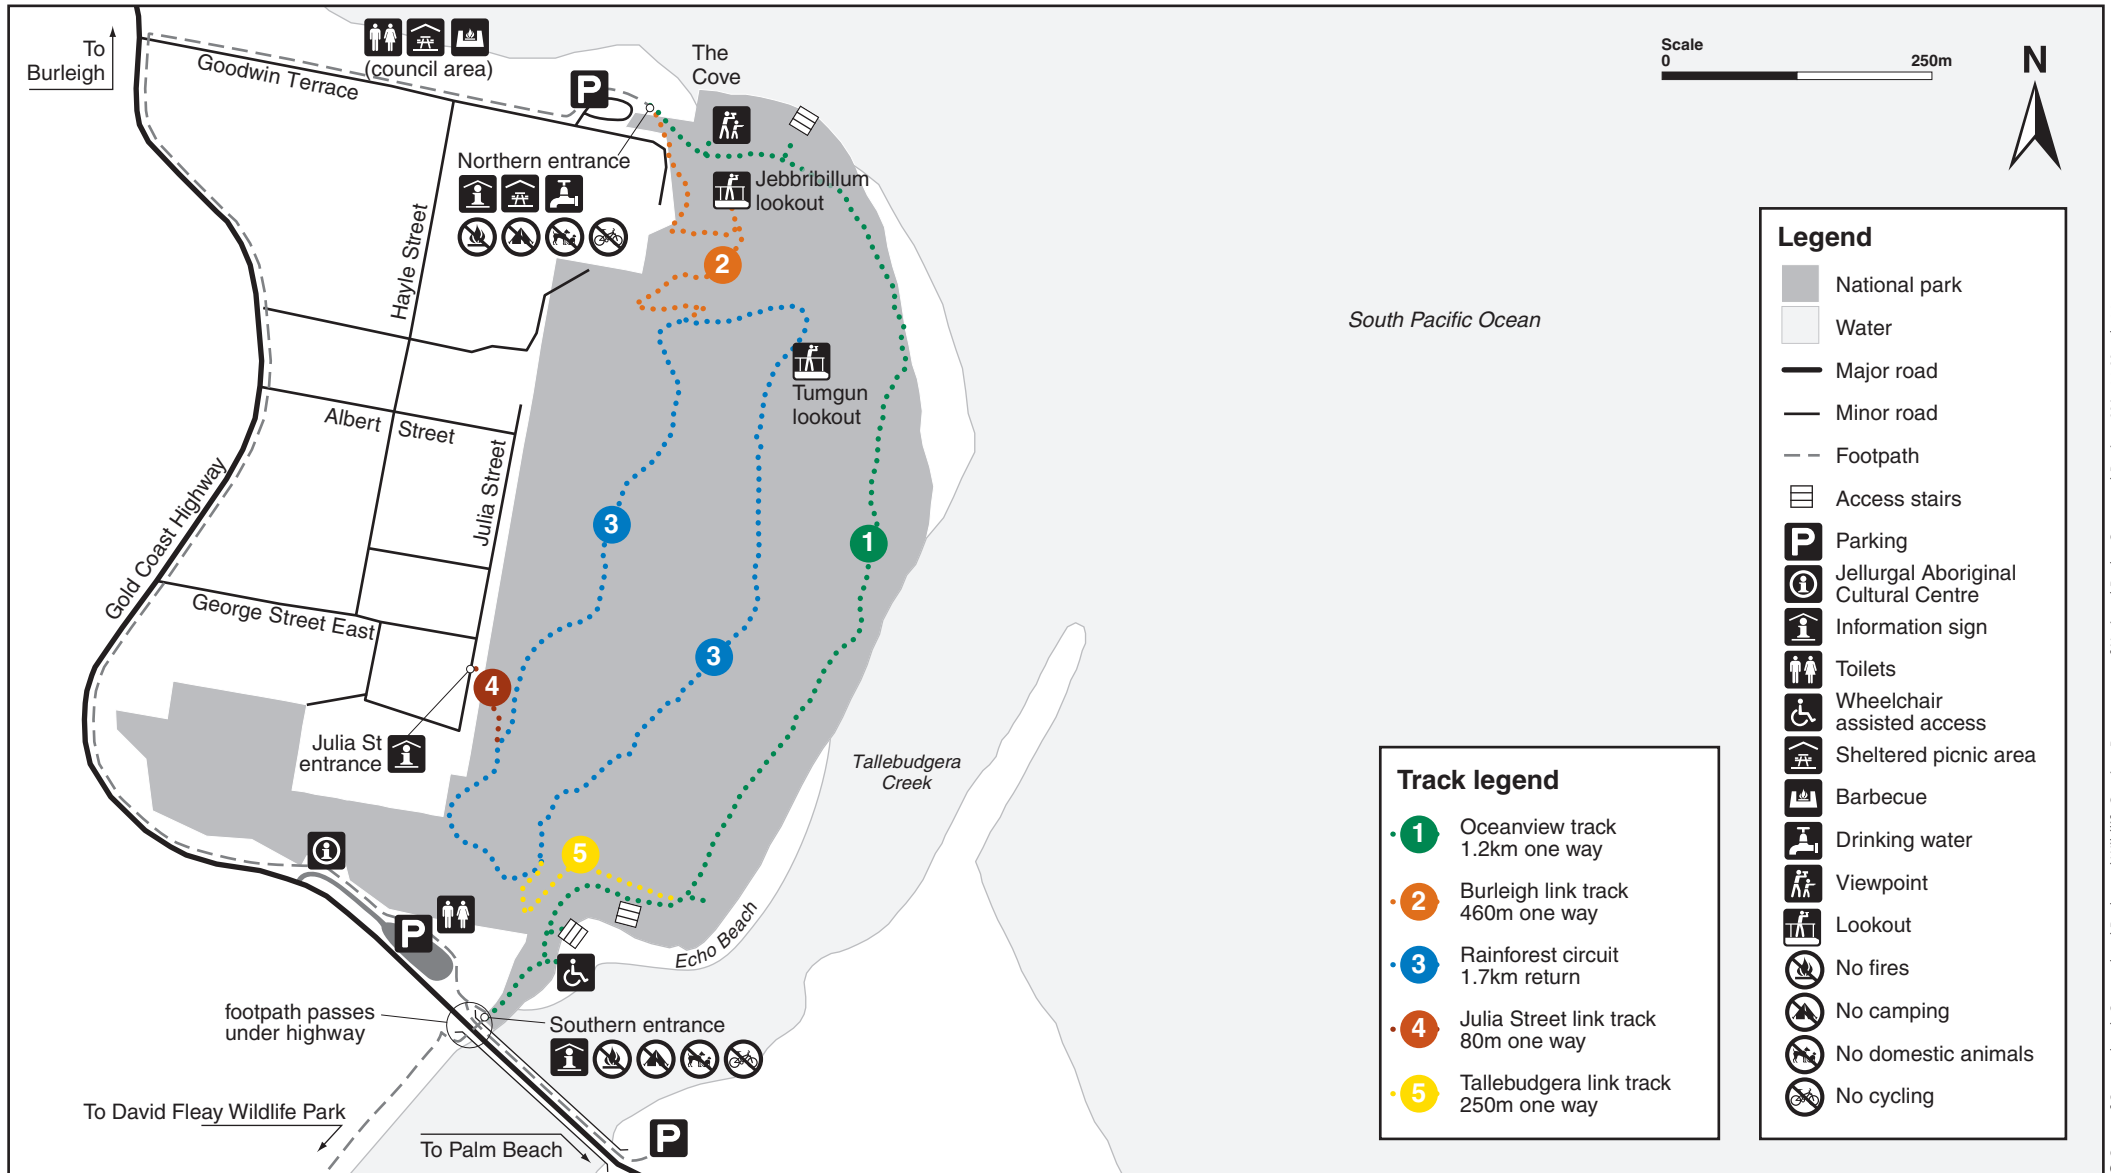 To
Burleigh
Goodwin Terrace
(council area)
P
The
Cove
Scale
0
250m
N
Northern entrance
Jebbribillum
lookout
Hayle Street
2
South Pacific Ocean
Tumgun
lookout
Albert Street
Julia Street
Gold Coast Highway
3
1
George Street East
3
4
Julia St
entrance
Tallebudgera
Creek
5
P
Echo Beach
footpath passes
under highway
Southern entrance
To David Fleay Wildlife Park
To Palm Beach
P
Track legend
1
Oceanview track
1.2km one way
2
Burleigh link track
460m one way
3
Rainforest circuit
1.7km return
4
Julia Street link track
80m one way
5
Tallebudgera link track
250m one way
Legend
National park
Water
Major road
Minor road
Footpath
Access stairs
P
Parking
Jellurgal Aboriginal
Cultural Centre
Information sign
Toilets
Wheelchair
assisted access
Sheltered picnic area
Barbecue
Drinking water
Viewpoint
Lookout
No fires
No camping
No domestic animals
No cycling